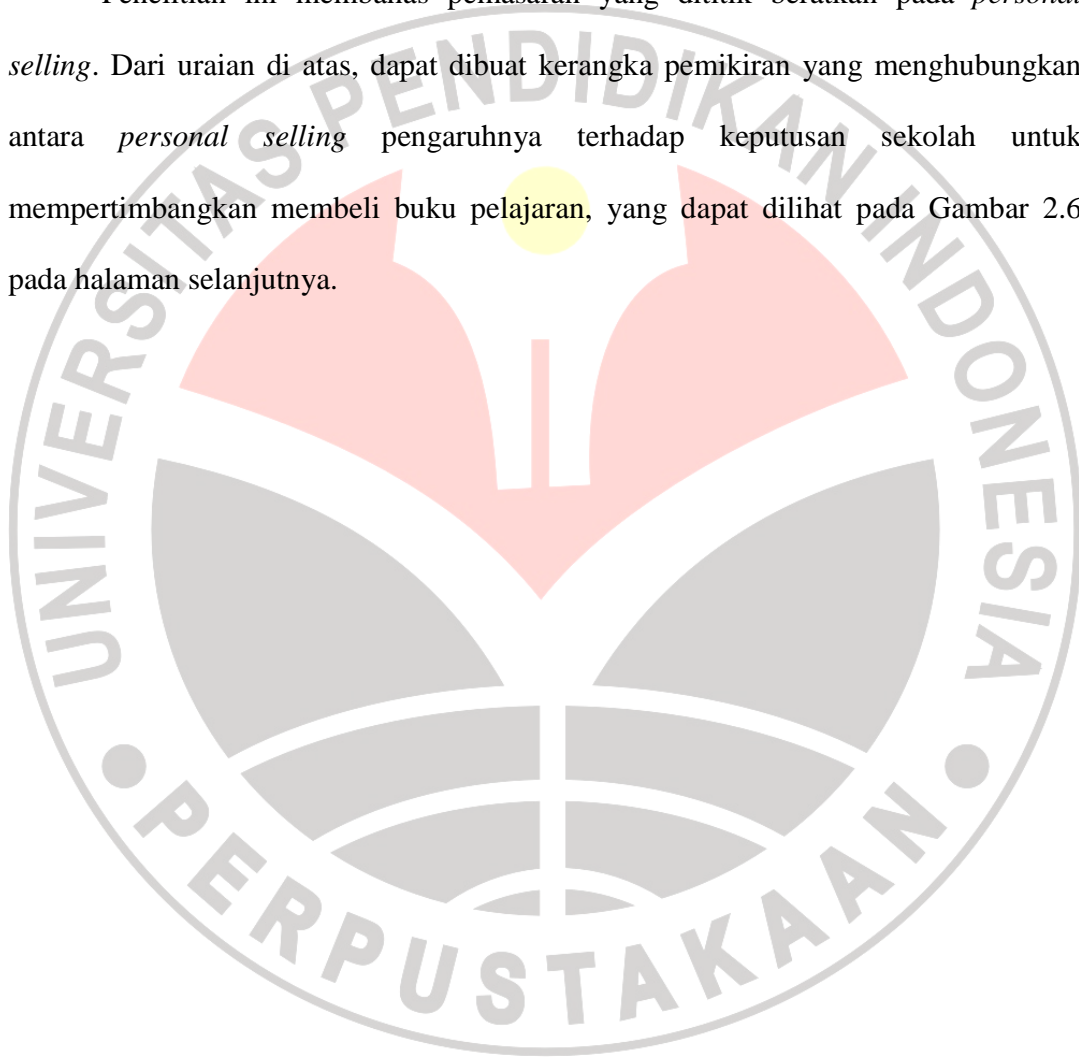 Penelitian ini membahas pemasaran yang dititik beratkan pada personal
selling. Dari uraian di atas, dapat dibuat kerangka pemikiran yang menghubungkan
antara personal selling pengaruhnya terhadap keputusan sekolah untuk
mempertimbangkan membeli buku pelajaran, yang dapat dilihat pada Gambar 2.6
pada halaman selanjutnya.
UNIVERSITAS PENDIDIKAN INDONESIA
PERPUSTAKAAN